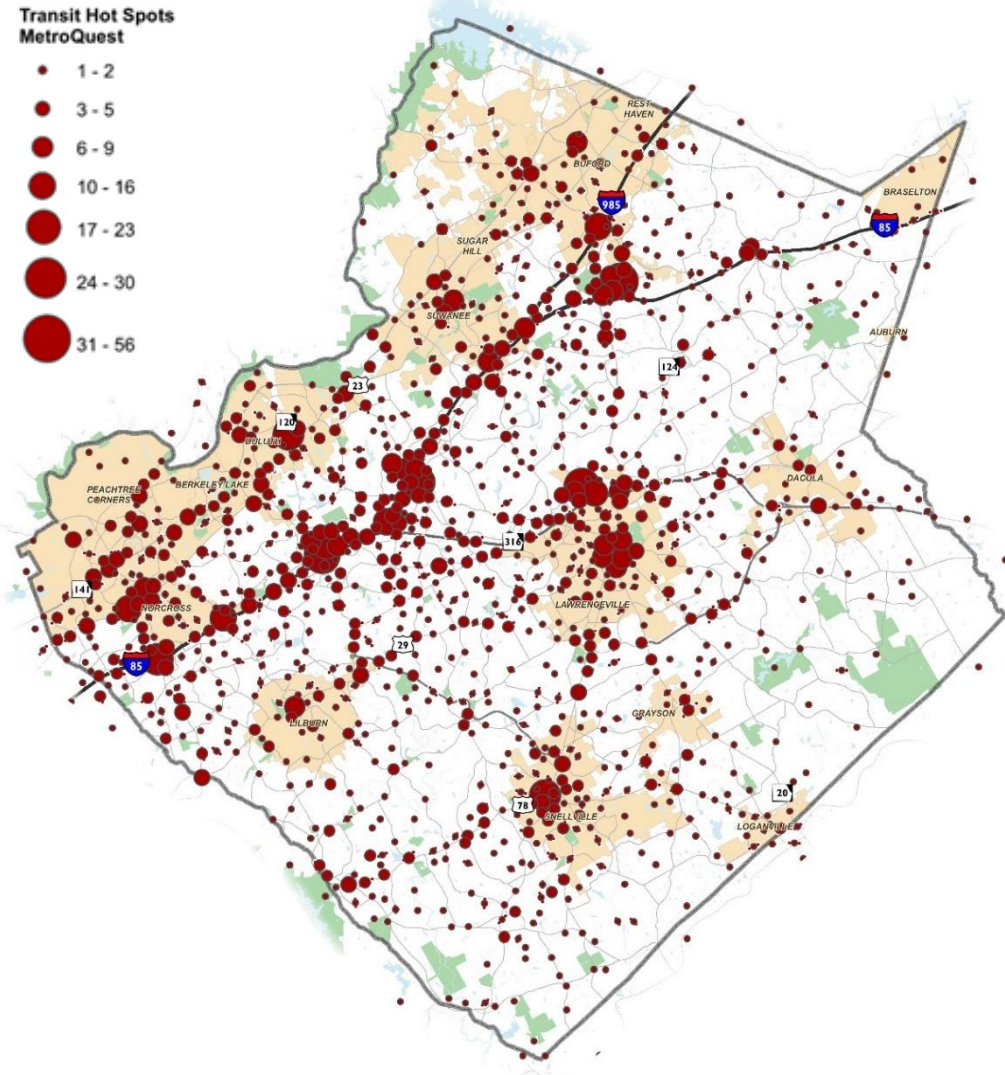 Transit Hot Spots
MetroQuest
1 - 2
3 - 5
6 - 9
10 - 16
17 - 23
24 - 30
31 - 56
REST
HAVEN
BUFORD
985
BRASELTON
85
SUGAR
HILL
SUWANEE
AUBURN
124
23
120
DULUTH
PEACHTREE
CORNERS
BERKELEY LAKE
DACULA
316
141
NORCROSS
LAWRENCEVILLE
29
85
LILBURN
GRAYSON
78
SNELLVILLE
20
LOGANVILLE